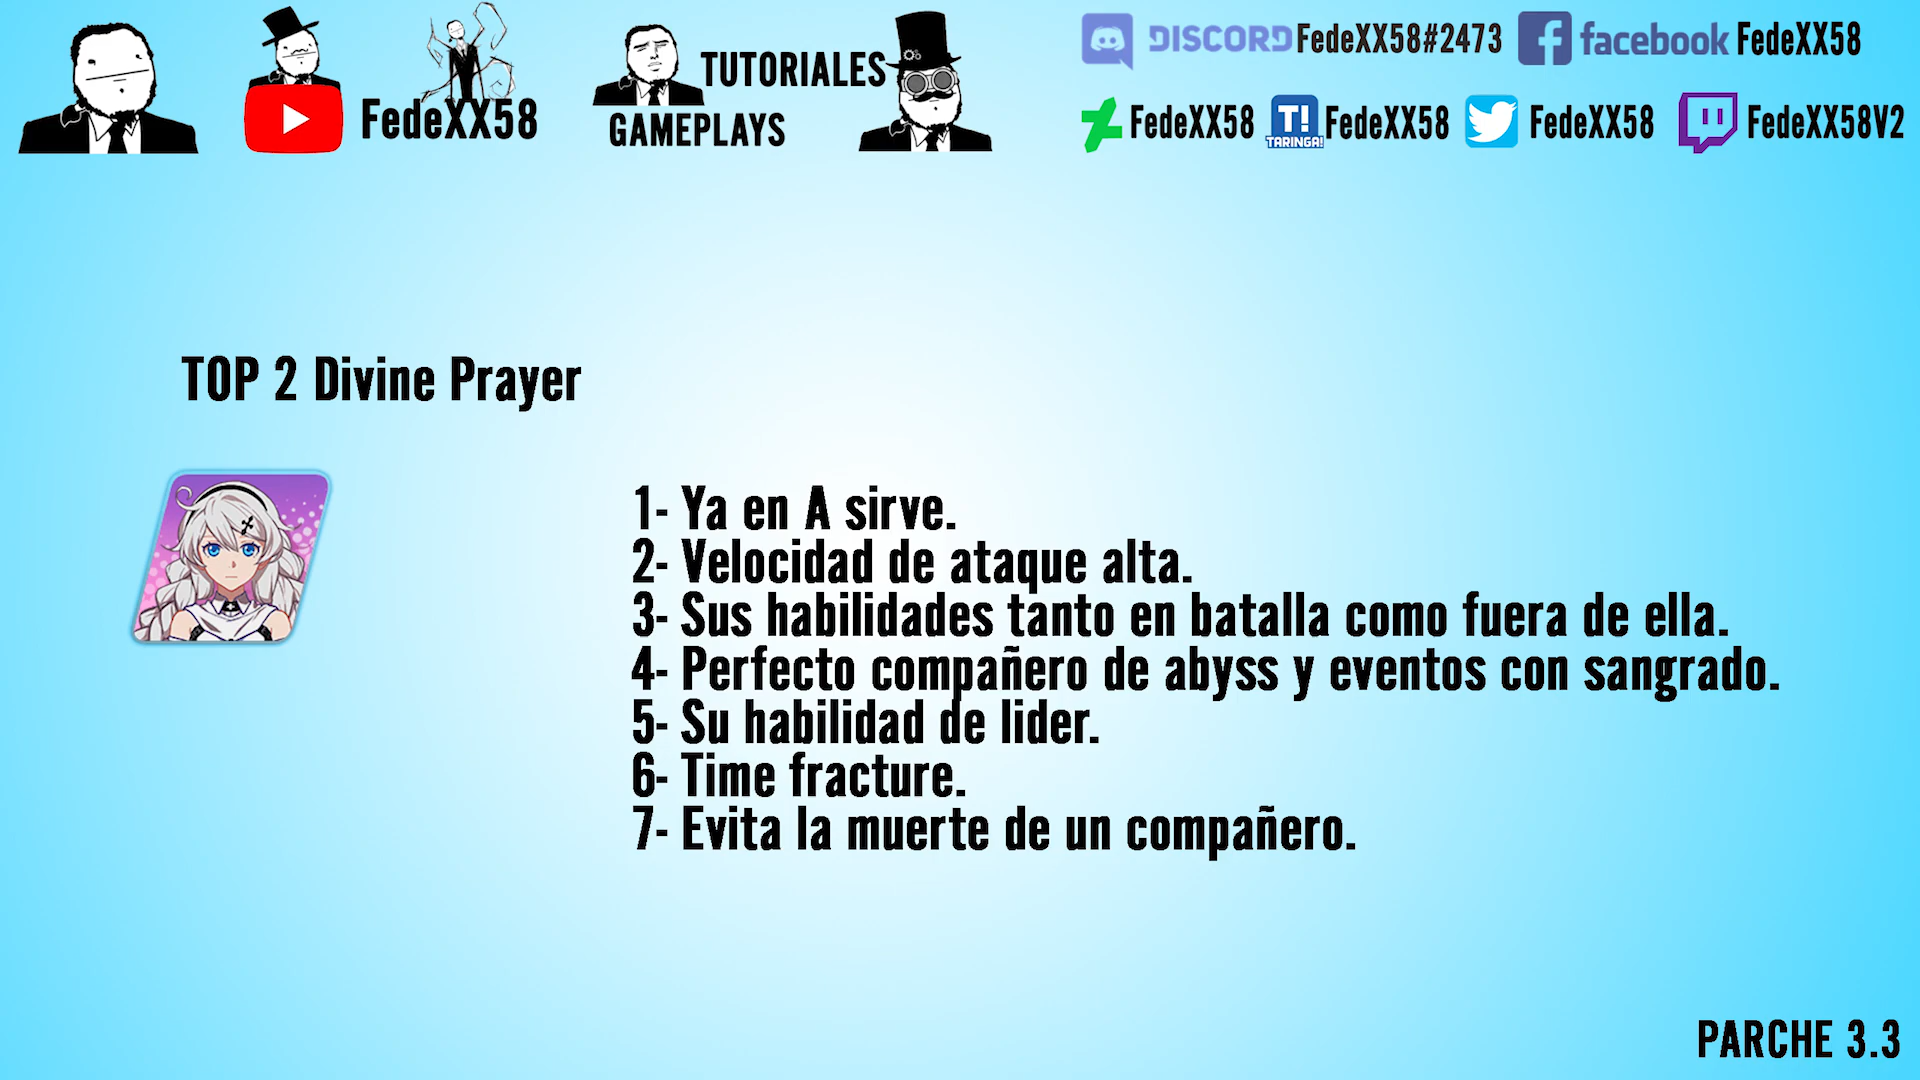 FedeXX58
TUTORIALES
GAMEPLAYS
DISCORD FedeXX58#2473
facebook FedeXX58
FedeXX58
T!
TARINGA!
FedeXX58
FedeXX58
FedeXX58V2
TOP 2 Divine Prayer
1- Ya en A sirve.
2- Velocidad de ataque alta.
3- Sus habilidades tanto en batalla como fuera de ella.
4- Perfecto compañero de abyss y eventos con sangrado.
5- Su habilidad de lider.
6- Time fracture.
7- Evita la muerte de un compañero.
PARCHE 3.3